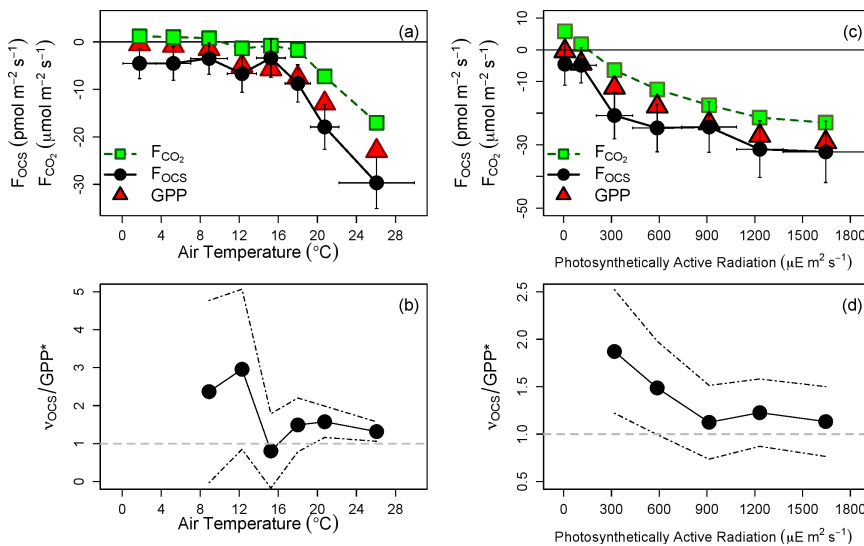 (a)
F_OCS (pmol m⁻² s⁻¹)
F_CO₂ (μmol m⁻² s⁻¹)
0
-10
-20
-30
F_CO₂
F_OCS
GPP
0 4 8 12 16 20 24 28
Air Temperature (°C)
(c)
F_OCS (pmol m⁻² s⁻¹)
F_CO₂ (μmol m⁻² s⁻¹)
10
0
-10
-30
-50
F_CO₂
F_OCS
GPP
0 300 600 900 1200 1500 1800
Photosynthetically Active Radiation (μE m² s⁻¹)
(b)
ν_OCS/GPP*
5
4
3
2
1
0
0 4 8 12 16 20 24 28
Air Temperature (°C)
(d)
ν_OCS/GPP*
2.5
2.0
1.5
1.0
0.5
0 300 600 900 1200 1500 1800
Photosynthetically Active Radiation (μE m² s⁻¹)